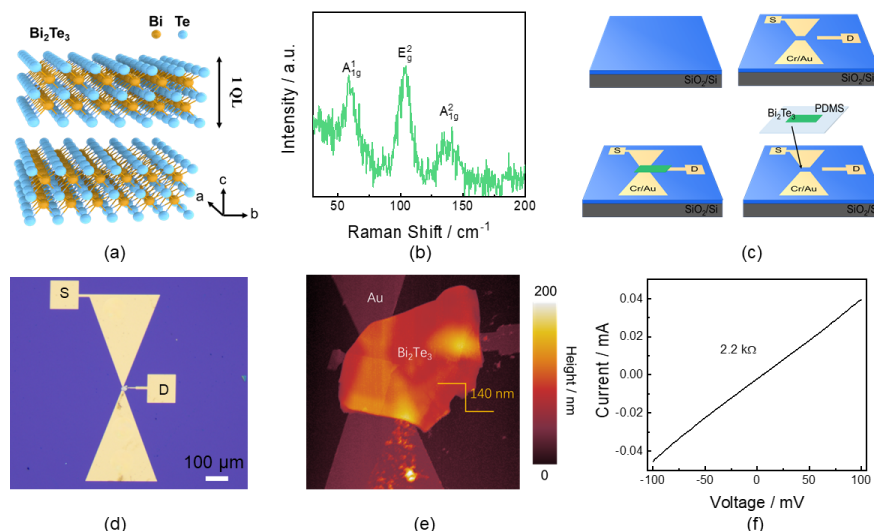 Bi₂Te₃
Bi Te
1 QL
c
a
b
(a)
Intensity / a.u.
A¹₁g
E²g
A²₁g
50 100 150 200
Raman Shift / cm⁻¹
(b)
SiO₂/Si
S
D
Cr/Au
SiO₂/Si
Bi₂Te₃
PDMS
S
D
Cr/Au
SiO₂/Si
S
D
Cr/Au
SiO₂/Si
(c)
S
D
100 µm
(d)
Au
Bi₂Te₃
140 nm
200
Height / nm
0
(e)
Current / mA
0.04
0.02
0.00
-0.02
-0.04
2.2 kΩ
-100 -50 0 50 100
Voltage / mV
(f)